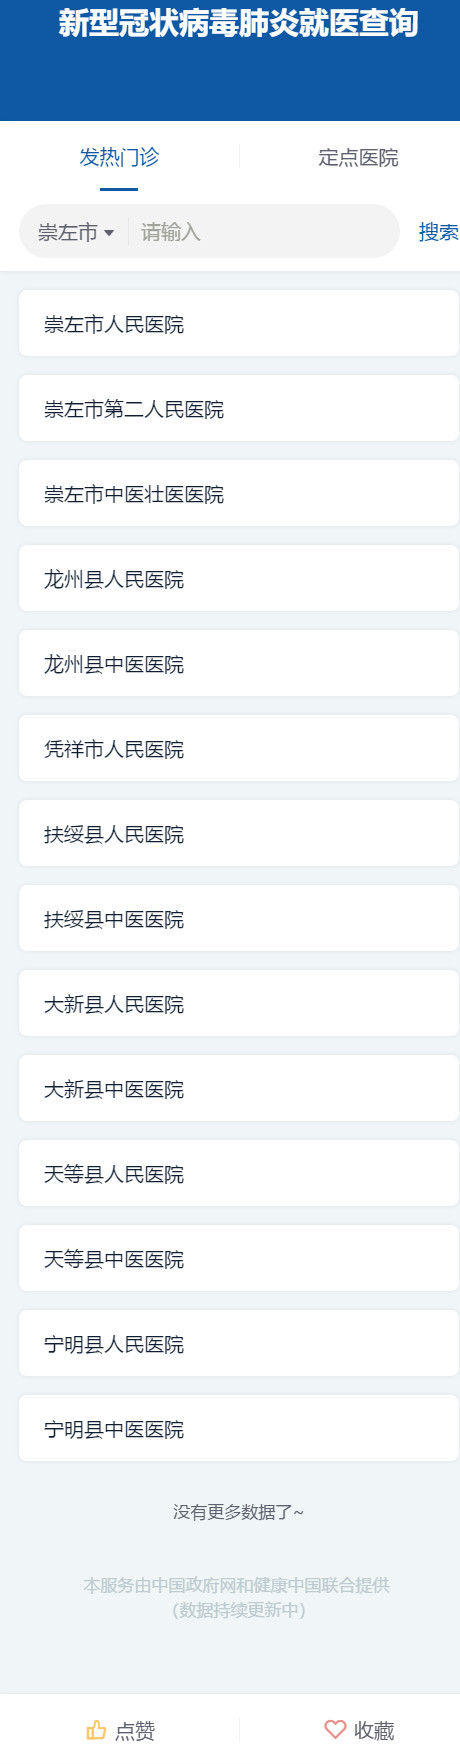 新型冠状病毒肺炎就医查询
发热门诊
定点医院
崇左市 请输入 搜索
崇左市人民医院
崇左市第二人民医院
崇左市中医壮医医院
龙州县人民医院
龙州县中医医院
凭祥市人民医院
扶绥县人民医院
扶绥县中医医院
大新县人民医院
大新县中医医院
天等县人民医院
天等县中医医院
宁明县人民医院
宁明县中医医院
没有更多数据了~
本服务由中国政府网和健康中国联合提供
（数据持续更新中）
点赞
收藏